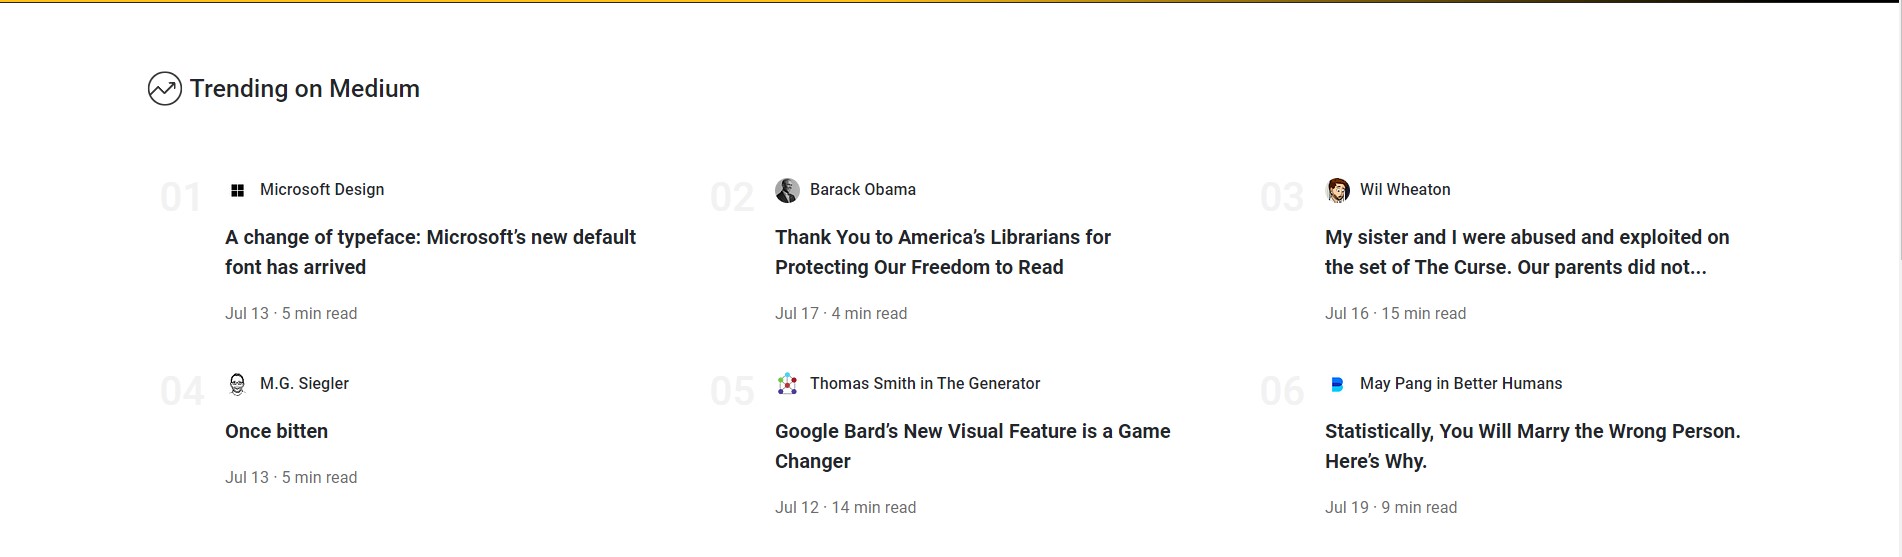 Trending on Medium
01
Microsoft Design
A change of typeface: Microsoft’s new default
font has arrived
Jul 13 · 5 min read
02
Barack Obama
Thank You to America’s Librarians for
Protecting Our Freedom to Read
Jul 17 · 4 min read
03
Wil Wheaton
My sister and I were abused and exploited on
the set of The Curse. Our parents did not...
Jul 16 · 15 min read
04
M.G. Siegler
Once bitten
Jul 13 · 5 min read
05
Thomas Smith in The Generator
Google Bard’s New Visual Feature is a Game
Changer
Jul 12 · 14 min read
06
May Pang in Better Humans
Statistically, You Will Marry the Wrong Person.
Here’s Why.
Jul 19 · 9 min read